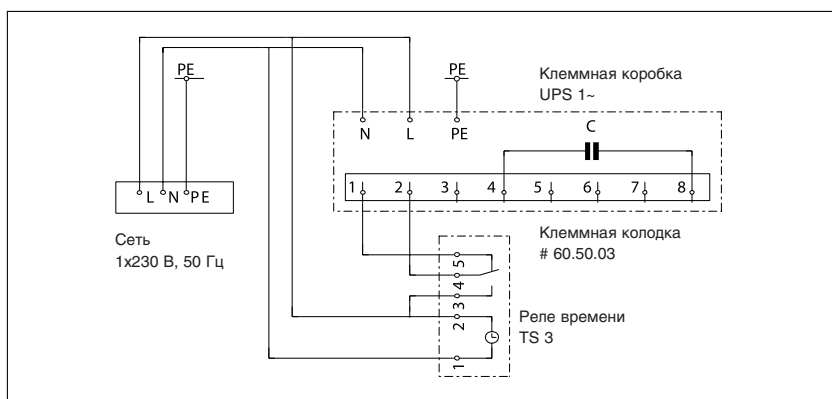 PE
PE
Клеммная коробка
UPS 1~
N L PE
C
1 2 3 4 5 6 7 8
L N PE
Сеть
1x230 В, 50 Гц
Клеммная колодка
# 60.50.03
5
4
3
2
1
Реле времени
TS 3